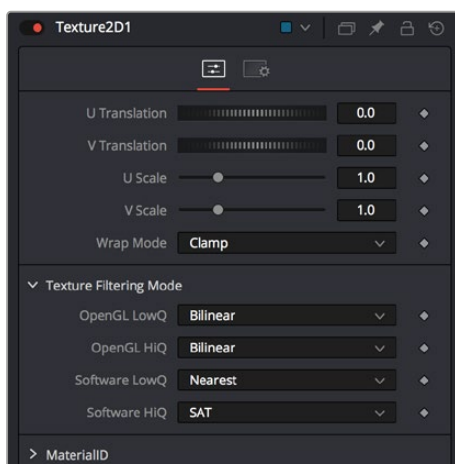 Texture2D1
U Translation 0.0
V Translation 0.0
U Scale 1.0
V Scale 1.0
Wrap Mode Clamp
Texture Filtering Mode
OpenGL LowQ Bilinear
OpenGL HiQ Bilinear
Software LowQ Nearest
Software HiQ SAT
MaterialID